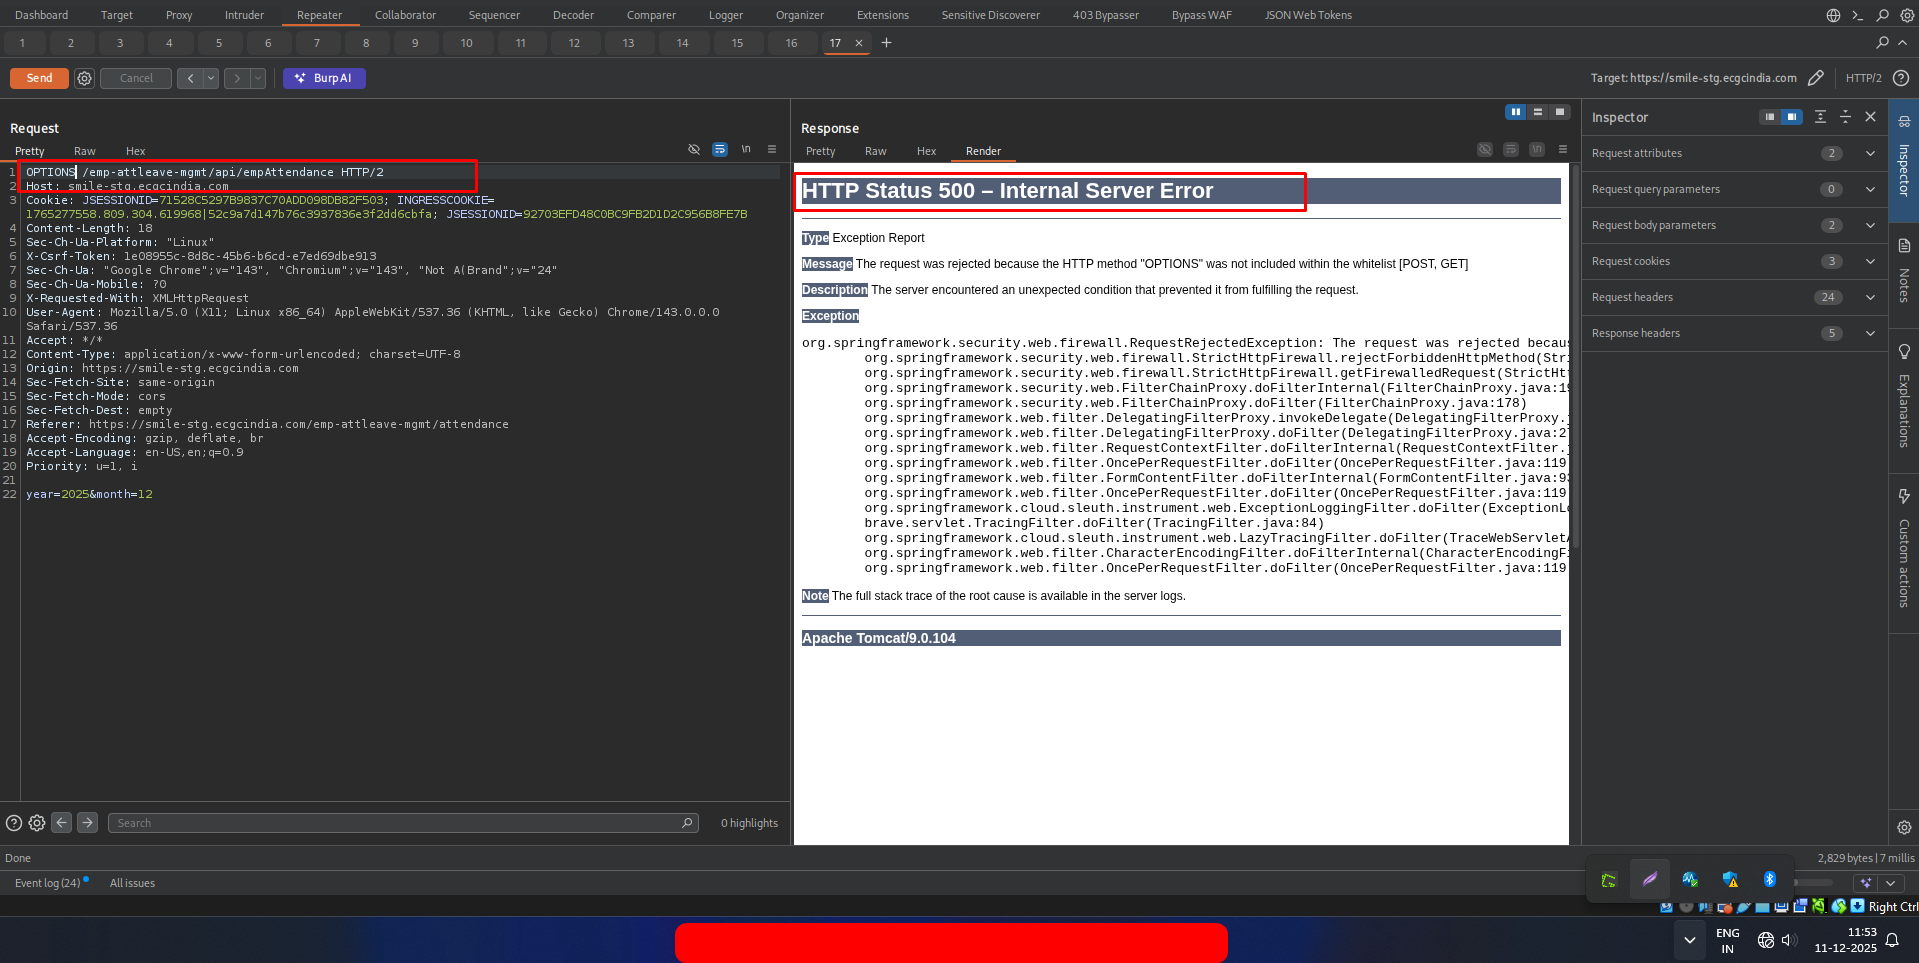 Dashboard Target Proxy Intruder Repeater Collaborator Sequencer Decoder Comparer Logger Organizer Extensions Sensitive Discoverer 403 Bypasser Bypass WAF JSON Web Tokens
1 2 3 4 5 6 7 8 9 10 11 12 13 14 15 16 17 × +
Send Cancel < > Burp AI Target: https://smile-stg.ecgcindia.com HTTP/2
Request
Pretty Raw Hex
\n
1 OPTIONS /emp-attleave-mgmt/api/empAttendance HTTP/2
2 Host: smile-stg.ecgcindia.com
3 Cookie: JSESSIONID=71528C5297B9837C70ADD098DB82F503; INGRESSCOOKIE=
1765277558.809.304.619968|52c9a7d147b76c3937836e3f2dd6cbfa; JSESSIONID=92703EFD48C0BC9FB2D1D2C956B8FE7B
4 Content-Length: 18
5 Sec-Ch-Ua-Platform: "Linux"
6 X-Csrf-Token: 1e08955c-8d8c-45b6-b6cd-e7ed69dbe913
7 Sec-Ch-Ua: "Google Chrome";v="143", "Chromium";v="143", "Not A(Brand";v="24"
8 Sec-Ch-Ua-Mobile: ?0
9 X-Requested-With: XMLHttpRequest
10 User-Agent: Mozilla/5.0 (X11; Linux x86_64) AppleWebKit/537.36 (KHTML, like Gecko) Chrome/143.0.0.0
Safari/537.36
11 Accept: */*
12 Content-Type: application/x-www-form-urlencoded; charset=UTF-8
13 Origin: https://smile-stg.ecgcindia.com
14 Sec-Fetch-Site: same-origin
15 Sec-Fetch-Mode: cors
16 Sec-Fetch-Dest: empty
17 Referer: https://smile-stg.ecgcindia.com/emp-attleave-mgmt/attendance
18 Accept-Encoding: gzip, deflate, br
19 Accept-Language: en-US,en;q=0.9
20 Priority: u=1, i
21
22 year=2025&month=12
Search 0 highlights
Response
Pretty Raw Hex Render
\n
HTTP Status 500 – Internal Server Error
Type Exception Report
Message The request was rejected because the HTTP method "OPTIONS" was not included within the whitelist [POST, GET]
Description The server encountered an unexpected condition that prevented it from fulfilling the request.
Exception
org.springframework.security.web.firewall.RequestRejectedException: The request was rejected becaus
org.springframework.security.web.firewall.StrictHttpFirewall.rejectForbiddenHttpMethod(Stri
org.springframework.security.web.firewall.StrictHttpFirewall.getFirewalledRequest(StrictHtt
org.springframework.security.web.FilterChainProxy.doFilterInternal(FilterChainProxy.java:19
org.springframework.security.web.FilterChainProxy.doFilter(FilterChainProxy.java:178)
org.springframework.web.filter.DelegatingFilterProxy.invokeDelegate(DelegatingFilterProxy.j
org.springframework.web.filter.DelegatingFilterProxy.doFilter(DelegatingFilterProxy.java:27
org.springframework.web.filter.RequestContextFilter.doFilterInternal(RequestContextFilter.j
org.springframework.web.filter.OncePerRequestFilter.doFilter(OncePerRequestFilter.java:119
org.springframework.web.filter.FormContentFilter.doFilterInternal(FormContentFilter.java:93
org.springframework.web.filter.OncePerRequestFilter.doFilter(OncePerRequestFilter.java:119
org.springframework.cloud.sleuth.instrument.web.ExceptionLoggingFilter.doFilter(ExceptionLo
brave.servlet.TracingFilter.doFilter(TracingFilter.java:84)
org.springframework.cloud.sleuth.instrument.web.LazyTracingFilter.doFilter(TraceWebServletA
org.springframework.web.filter.CharacterEncodingFilter.doFilterInternal(CharacterEncodingFi
org.springframework.web.filter.OncePerRequestFilter.doFilter(OncePerRequestFilter.java:119
Note The full stack trace of the root cause is available in the server logs.
Apache Tomcat/9.0.104
Inspector
Request attributes 2
Request query parameters 0
Request body parameters 2
Request cookies 3
Request headers 24
Response headers 5
Inspector
Notes
Explanations
Custom actions
Done 2,829 bytes | 7 millis
Event log (24) All issues
Right Ctrl
ENG
IN
11:53
11-12-2025